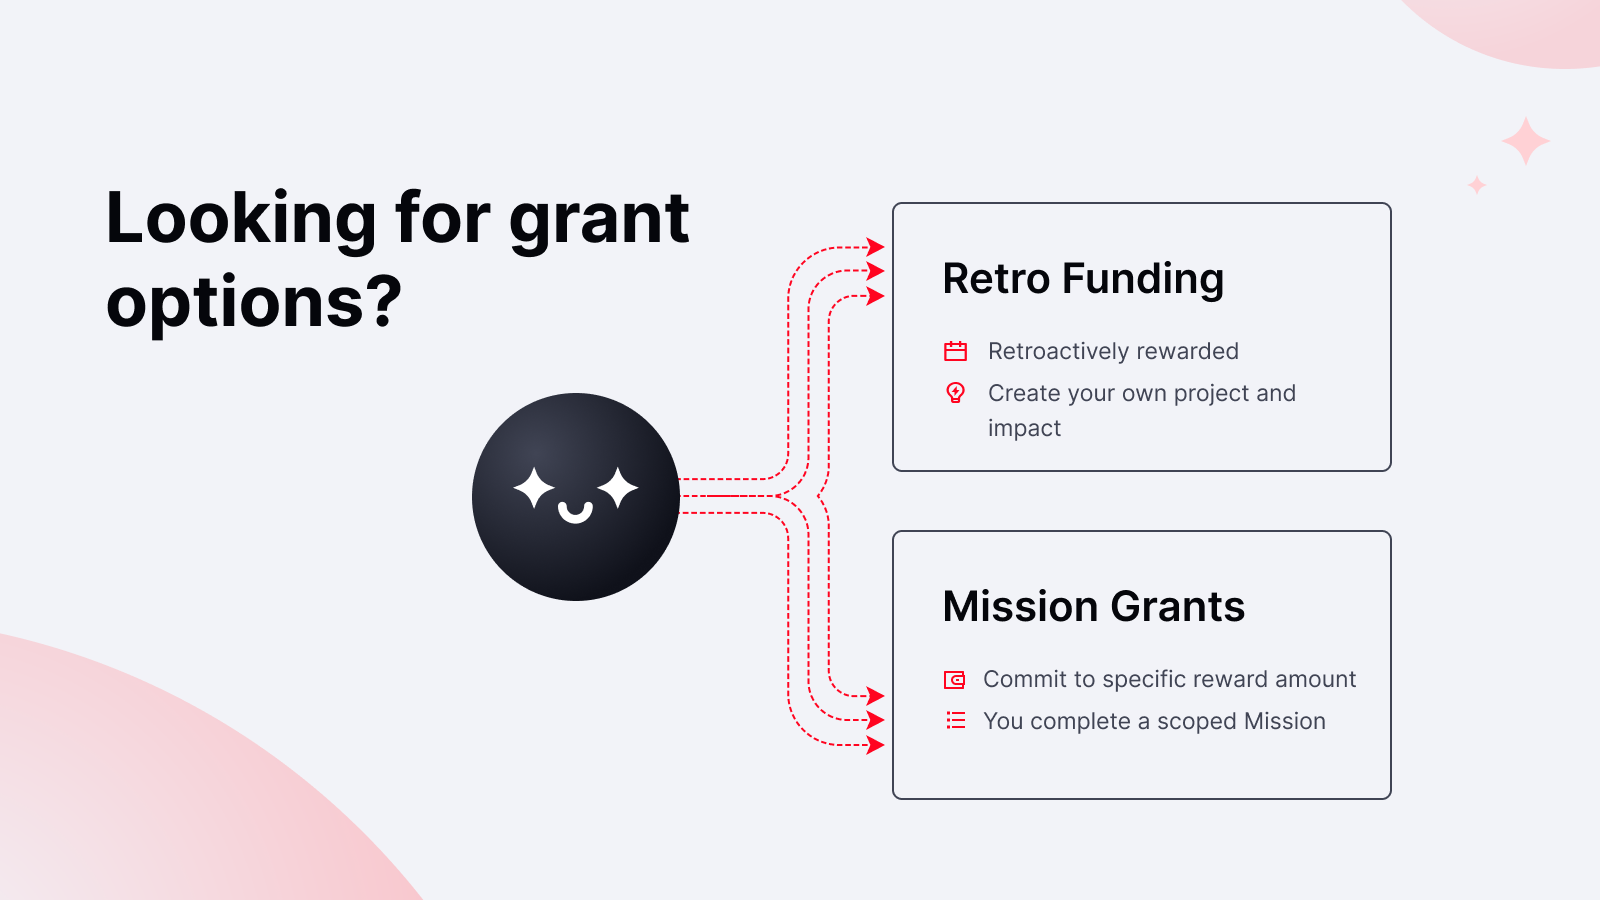 Looking for grant
options?
Retro Funding
Retroactively rewarded
Create your own project and
impact
Mission Grants
Commit to specific reward amount
You complete a scoped Mission